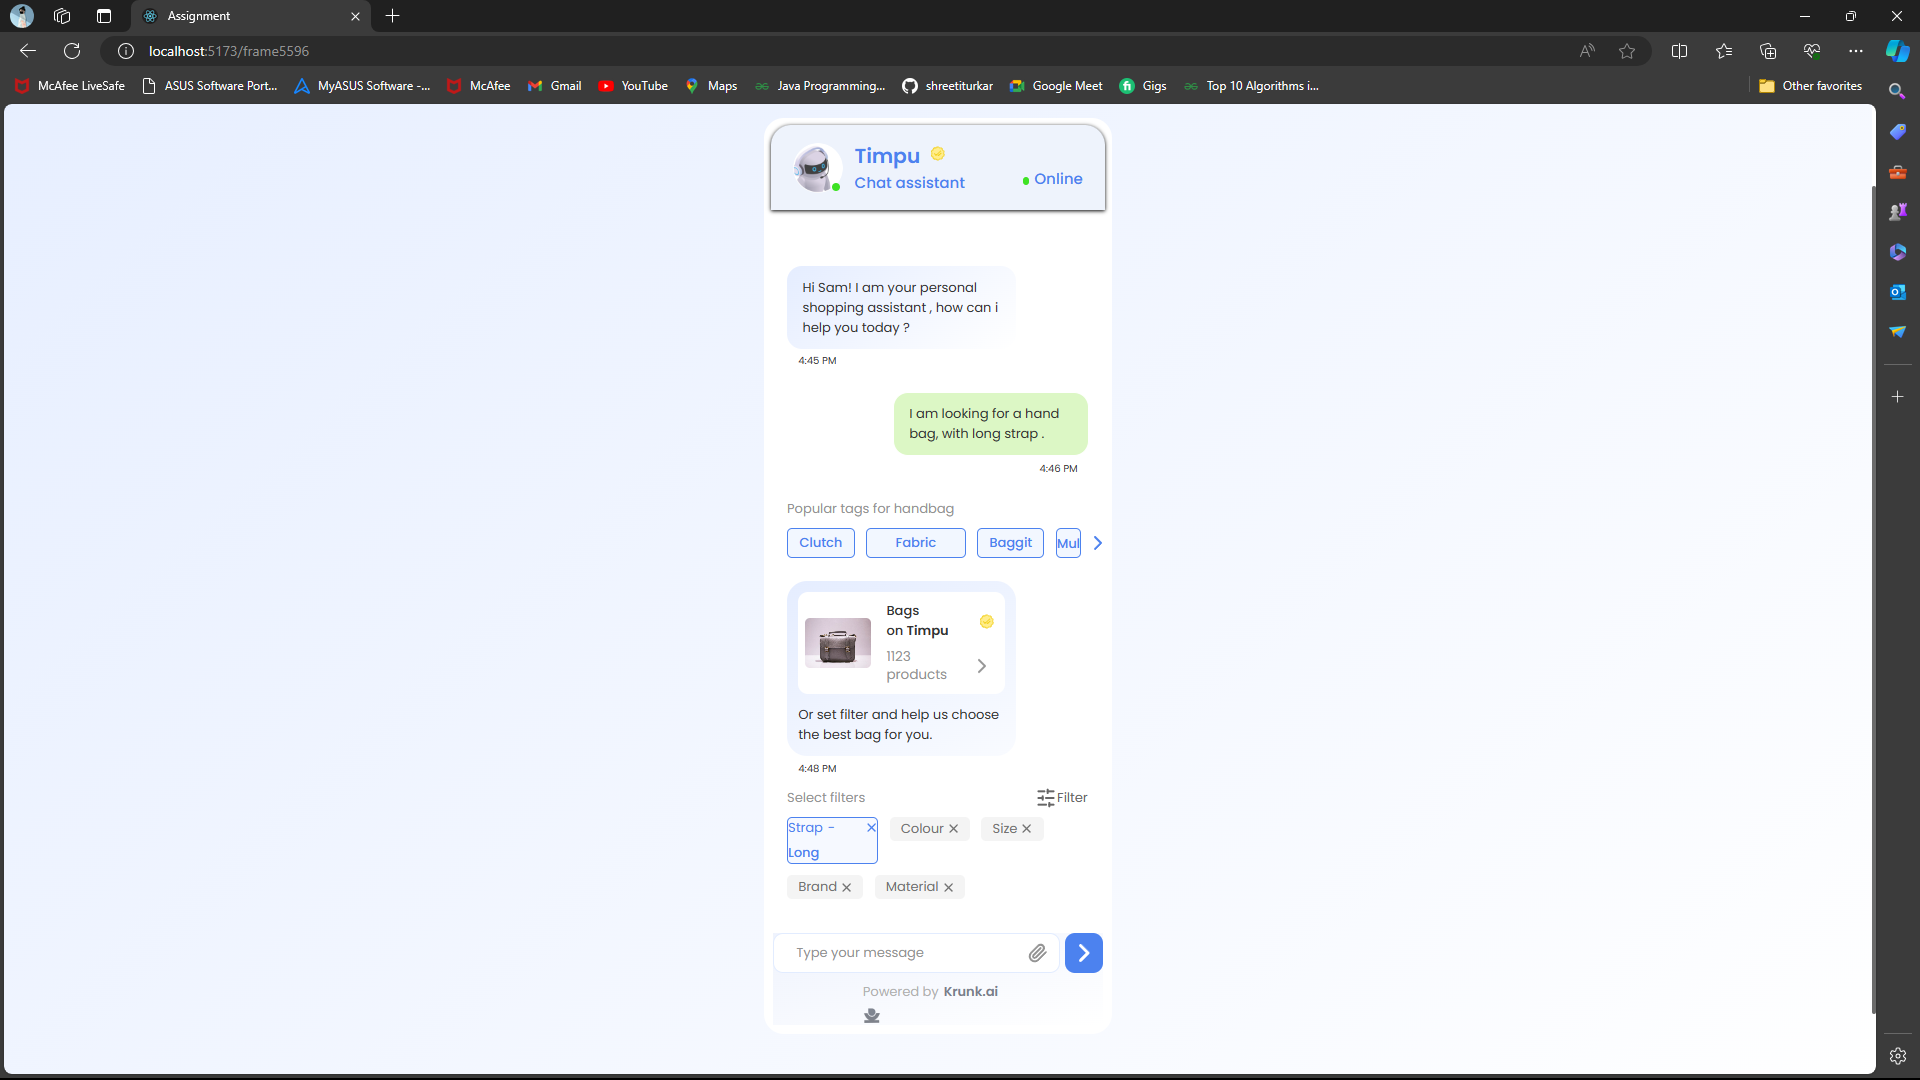 Assignment
localhost:5173/frame5596
McAfee LiveSafe
ASUS Software Port...
MyASUS Software -...
McAfee
Gmail
YouTube
Maps
Java Programming...
shreetiturkar
Google Meet
Gigs
Top 10 Algorithms i...
Other favorites
Timpu
Chat assistant
Online
Hi Sam! I am your personal
shopping assistant , how can i
help you today ?
4:45 PM
I am looking for a hand
bag, with long strap .
4:46 PM
Popular tags for handbag
Clutch
Fabric
Baggit
Mul
Bags
on Timpu
1123
products
Or set filter and help us choose
the best bag for you.
4:48 PM
Select filters
Filter
Strap -
Long
Colour
Size
Brand
Material
Type your message
Powered by Krunk.ai